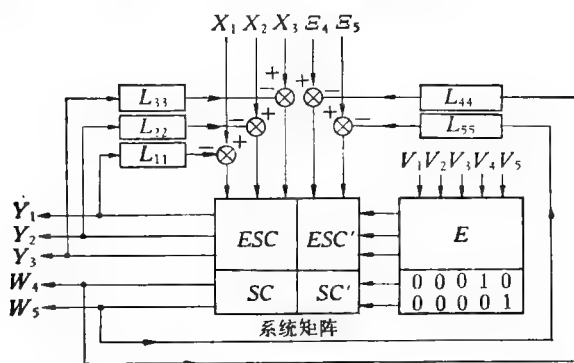 X₁ X₂ X₃ Ξ₄ Ξ₅
+ +
− −
L₃₃ L₄₄
+ +
− −
L₂₂ L₅₅
+
−
L₁₁
V₁ V₂ V₃ V₄ V₅
Ẏ₁
Y₂
Y₃
W₄
W₅
ESC ESC′
SC SC′
E
0 0 0 1 0
0 0 0 0 1
系统矩阵